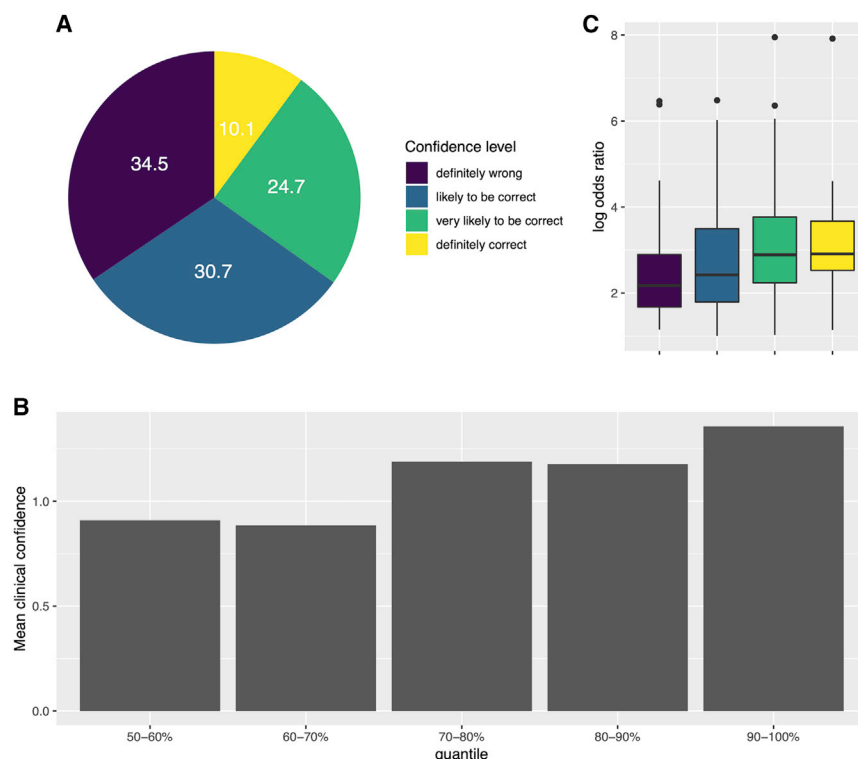 A
34.5
10.1
24.7
30.7
Confidence level
definitely wrong
likely to be correct
very likely to be correct
definitely correct
C
log odds ratio
8
6
4
2
B
Mean clinical confidence
1.0
0.5
0.0
50–60%
60–70%
70–80%
80–90%
90–100%
quantile